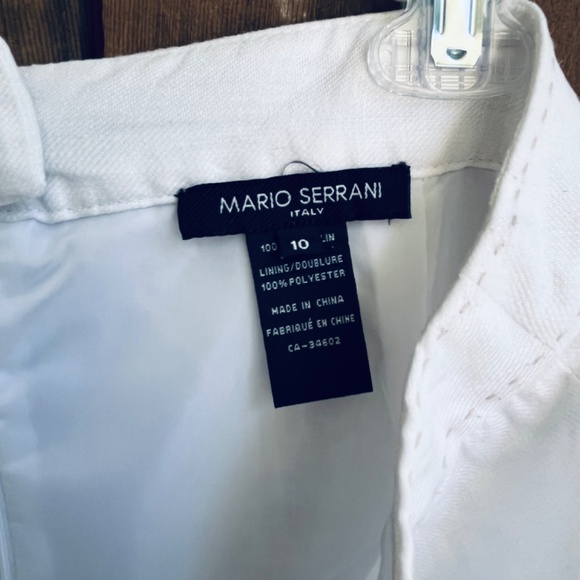 MARIO SERRANI
ITALY
100 10 LIN
LINING/DOUBLURE
100% POLYESTER
MADE IN CHINA
FABRIQUÉ EN CHINE
CA-34602